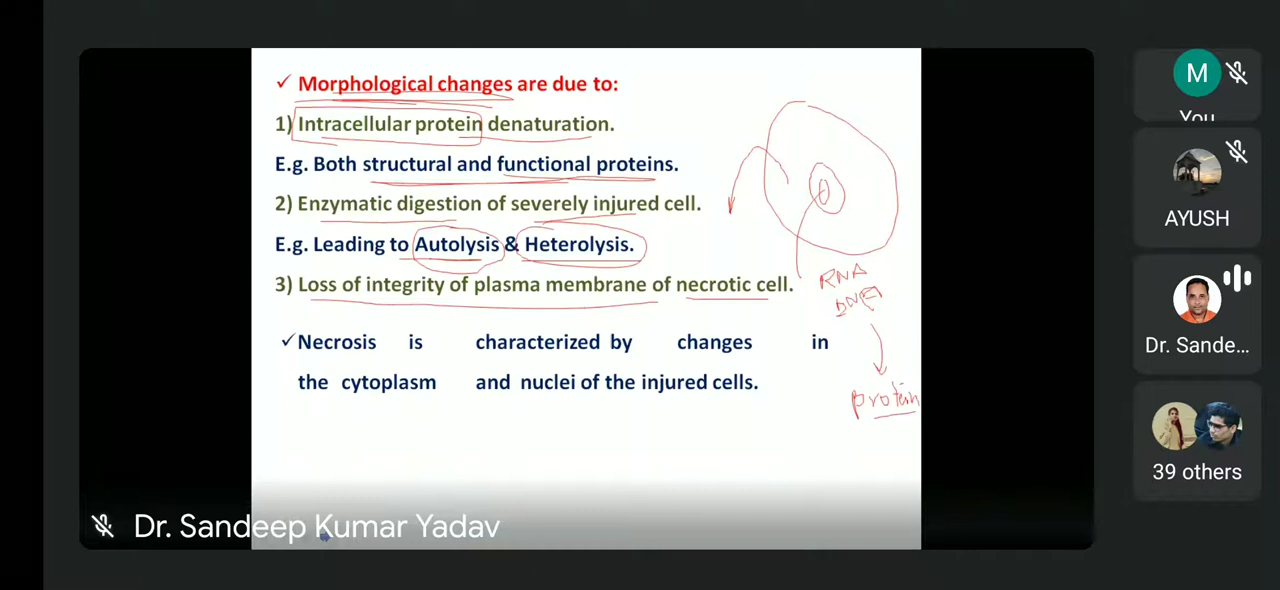 ✓ Morphological changes are due to:
1) Intracellular protein denaturation.
E.g. Both structural and functional proteins.
2) Enzymatic digestion of severely injured cell.
E.g. Leading to Autolysis & Heterolysis.
3) Loss of integrity of plasma membrane of necrotic cell.
✓Necrosis is characterized by changes in
the cytoplasm and nuclei of the injured cells.
RNA
DNA
protein
Dr. Sandeep Kumar Yadav
M
You
AYUSH
Dr. Sande...
39 others